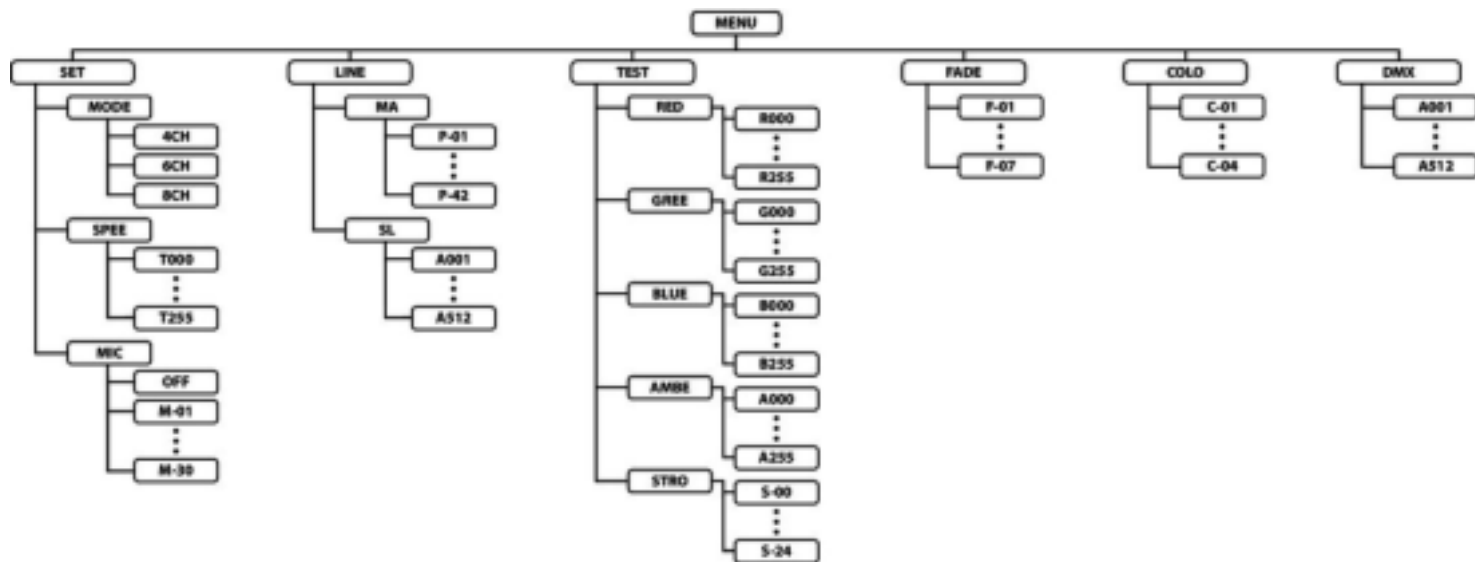 MENU
SET
MODE
4CH
6CH
8CH
SPEE
T000
T255
MIC
OFF
M-01
M-30
LINE
MA
P-01
P-42
SL
A001
A512
TEST
RED
R000
R255
GREE
G000
G255
BLUE
B000
B255
AMBE
A000
A255
STRO
S-00
S-24
FADE
F-01
F-07
COLO
C-01
C-04
DMX
A001
A512